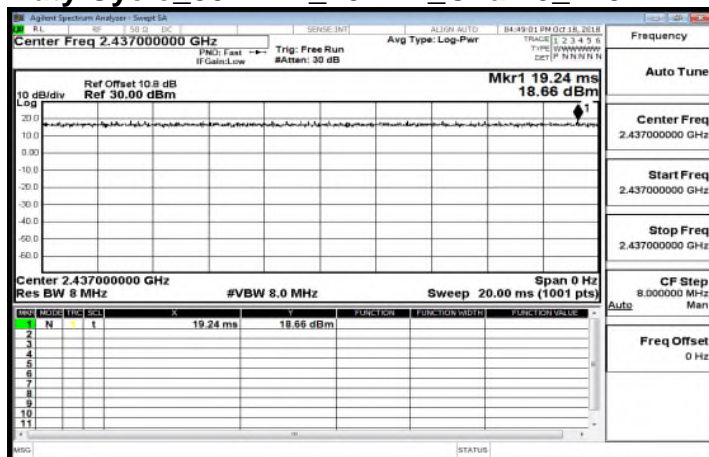 Agilent Spectrum Analyzer - Swept SA
RL RF 50 Ω DC SENSE:INT ALIGN AUTO 04:49:01 PM Oct 18, 2018
Center Freq 2.437000000 GHz
PNO: Fast
IFGain:Low
Trig: Free Run
#Atten: 30 dB
Avg Type: Log-Pwr
TRACE 1 2 3 4 5 6
TYPE WWWWWW
DET P N N N N N
Frequency
Auto Tune
Mkr1 19.24 ms
18.66 dBm
Ref Offset 10.8 dB
10 dB/div Ref 30.00 dBm
Log
1
20.0
10.0
0.00
-10.0
-20.0
-30.0
-40.0
-50.0
-60.0
Center Freq
2.437000000 GHz
Start Freq
2.437000000 GHz
Stop Freq
2.437000000 GHz
CF Step
8.000000 MHz
Auto Man
Freq Offset
0 Hz
Center 2.437000000 GHz Span 0 Hz
Res BW 8 MHz #VBW 8.0 MHz Sweep 20.00 ms (1001 pts)
MKR MODE TRC SCL X Y FUNCTION FUNCTION WIDTH FUNCTION VALUE
1 N 1 t 19.24 ms 18.66 dBm
2
3
4
5
6
7
8
9
10
11
MSG STATUS